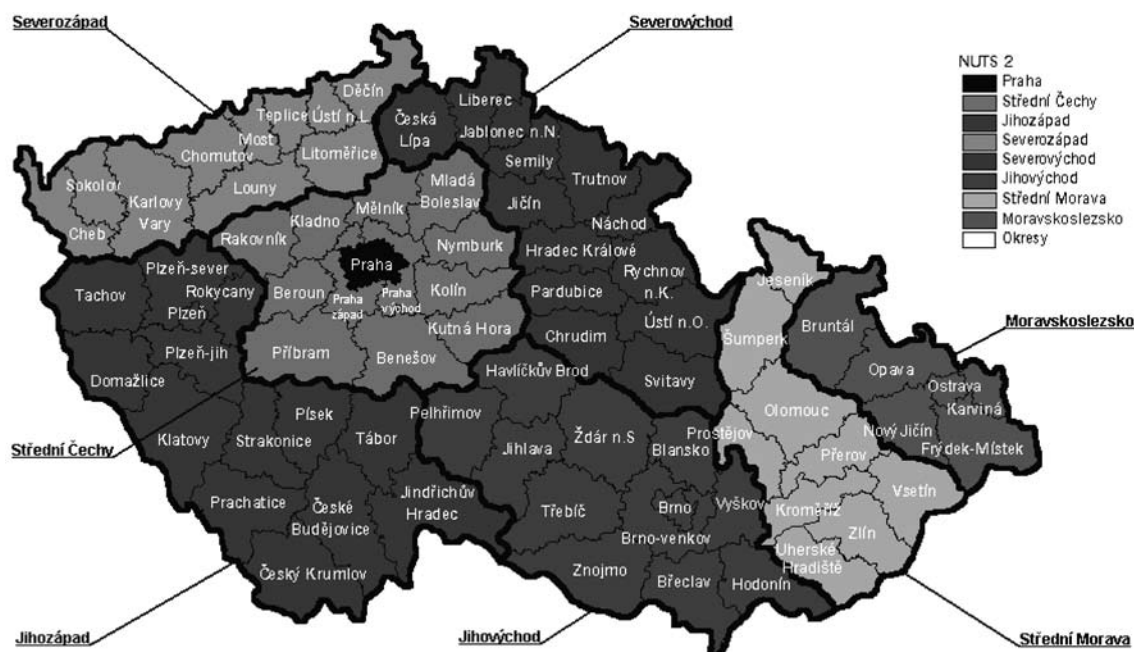 Severozápad
Severovýchod
NUTS 2
Praha
Střední Čechy
Jihozápad
Severozápad
Severovýchod
Jihovýchod
Střední Morava
Moravskoslezsko
Okresy
Děčín
Teplice
Ústí n.L.
Most
Chomutov
Litoměřice
Sokolov
Karlovy
Vary
Louny
Cheb
Česká
Lípa
Liberec
Jablonec n.N.
Semily
Trutnov
Jičín
Náchod
Hradec Králové
Rychnov
n.K.
Pardubice
Ústí n.O.
Chrudim
Svitavy
Mladá
Boleslav
Mělník
Kladno
Rakovník
Nymburk
Praha
Beroun
Praha
západ
Praha
východ
Kolín
Kutná Hora
Příbram
Benešov
Plzeň-sever
Tachov
Rokycany
Plzeň
Plzeň-jih
Domažlice
Klatovy
Písek
Strakonice
Tábor
Prachatice
České
Budějovice
Jindřichův
Hradec
Český Krumlov
Havlíčkův Brod
Pelhřimov
Jihlava
Ždár n.S
Blansko
Třebíč
Brno
Vyškov
Brno-venkov
Znojmo
Břeclav
Hodonín
Jeseník
Šumperk
Olomouc
Prostějov
Přerov
Kroměříž
Vsetín
Zlín
Uherské
Hradiště
Bruntál
Opava
Ostrava
Karviná
Nový Jičín
Frýdek-Místek
Moravskoslezsko
Střední Čechy
Jihozápad
Jihovýchod
Střední Morava